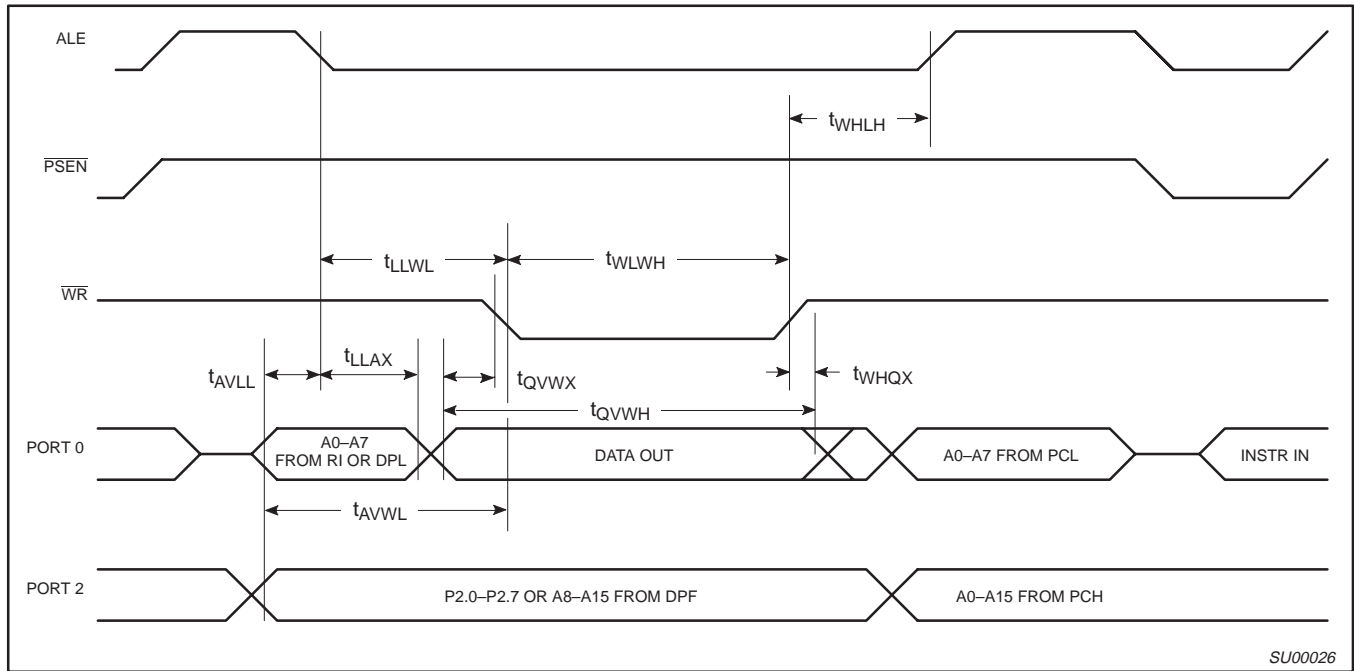 ALE
tWHLH
PSEN
tLLWL
tWLWH
WR
tLLAX
tAVLL
tQVWX
tWHQX
tQVWH
PORT 0
A0–A7
FROM RI OR DPL
DATA OUT
A0–A7 FROM PCL
INSTR IN
tAVWL
PORT 2
P2.0–P2.7 OR A8–A15 FROM DPF
A0–A15 FROM PCH
SU00026